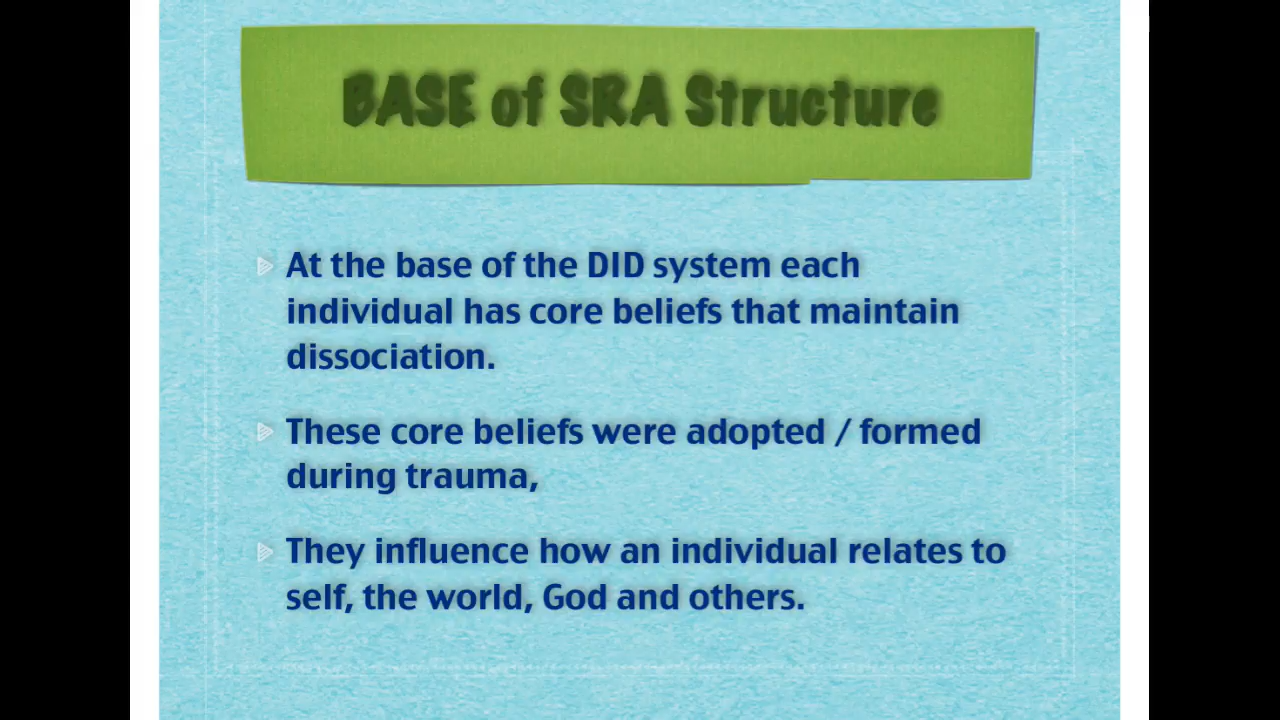 BASE of SRA Structure
At the base of the DID system each
individual has core beliefs that maintain
dissociation.
These core beliefs were adopted / formed
during trauma,
They influence how an individual relates to
self, the world, God and others.